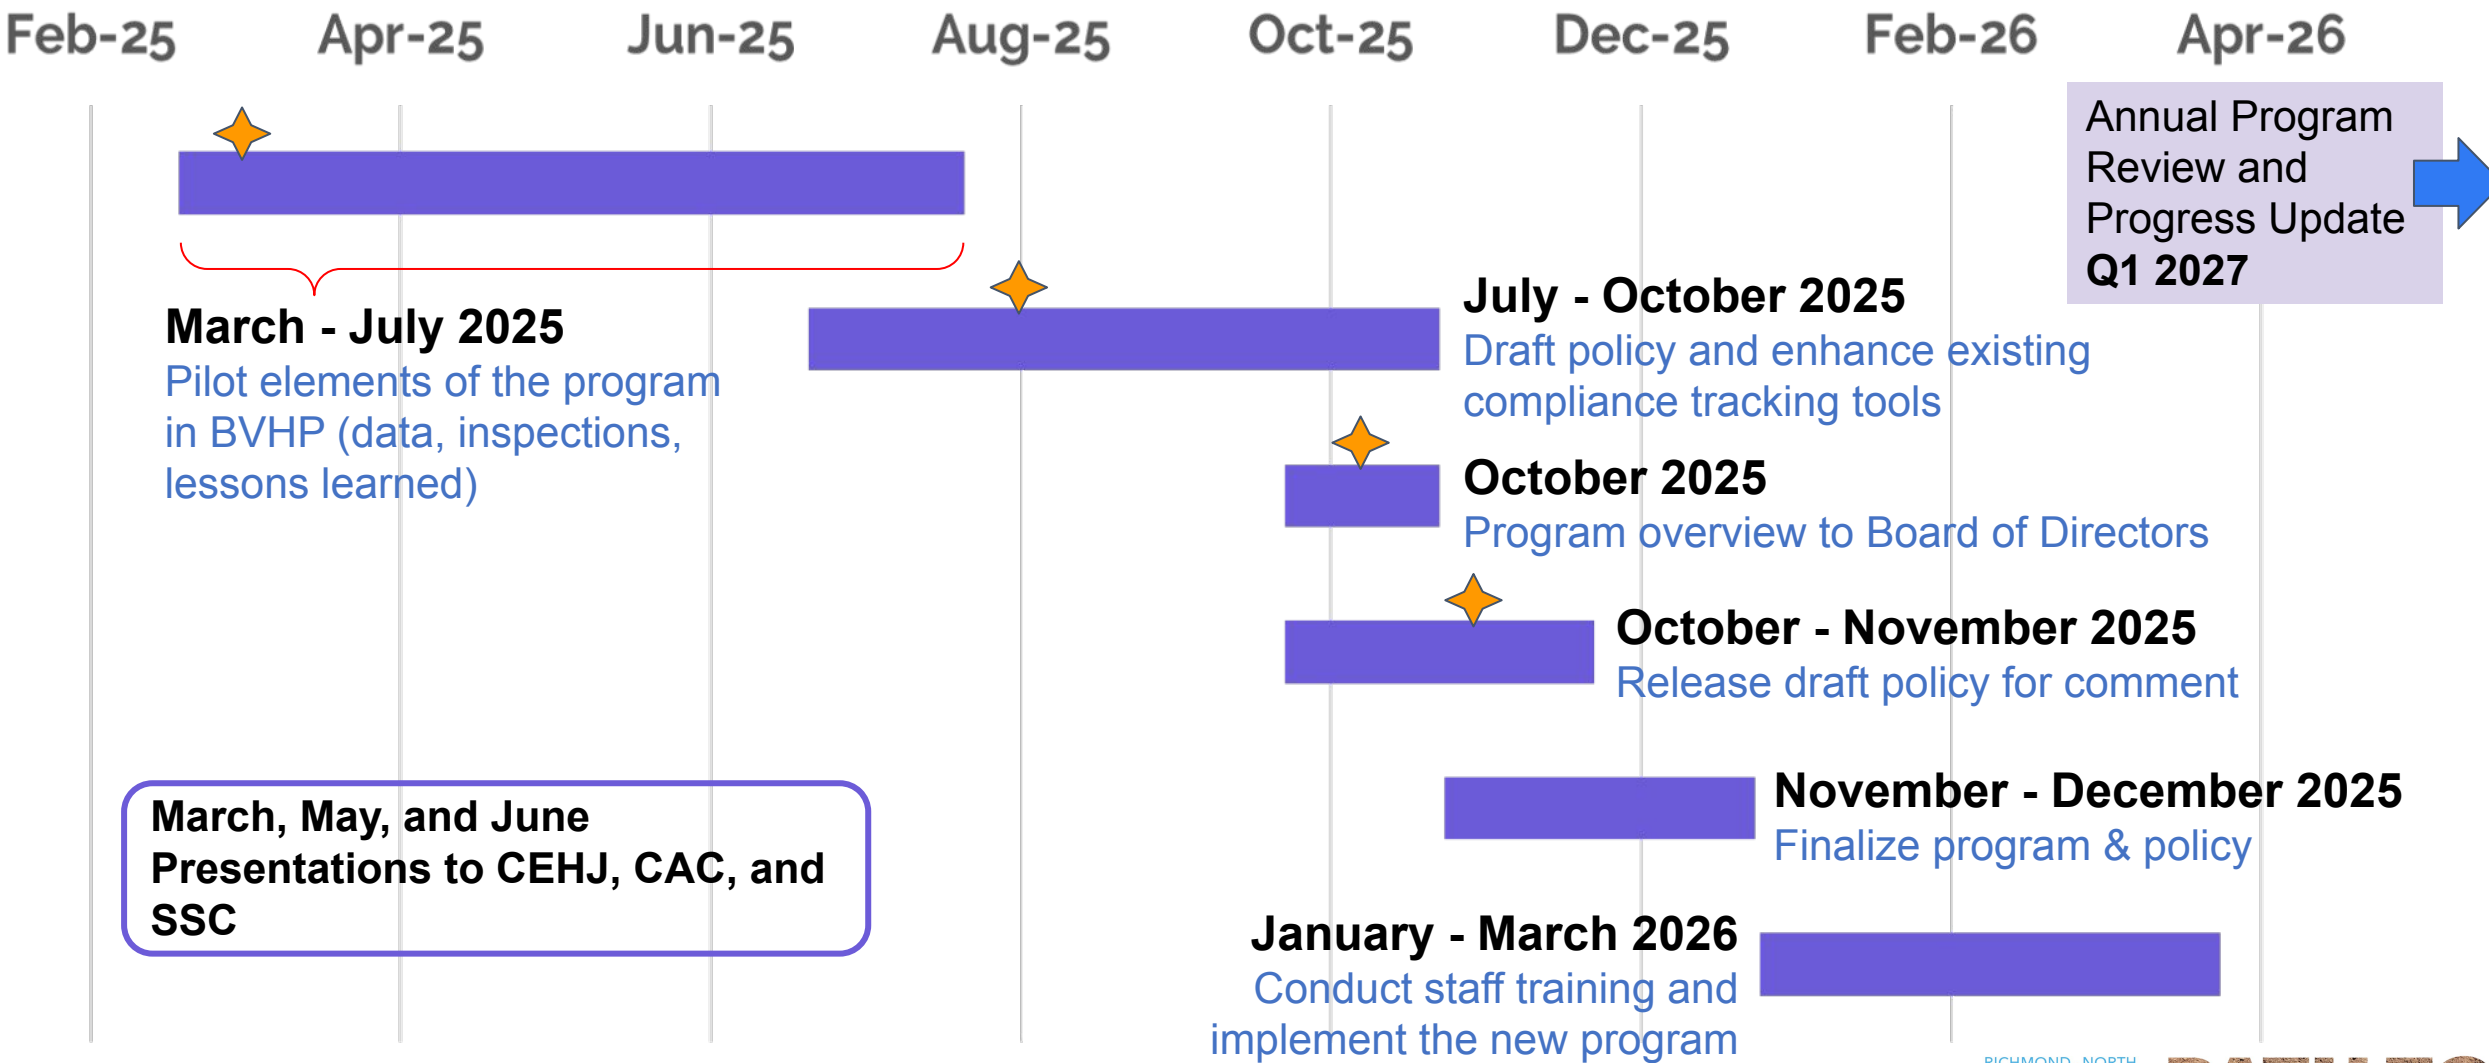 Feb-25 Apr-25 Jun-25 Aug-25 Oct-25 Dec-25 Feb-26 Apr-26
Annual Program
Review and
Progress Update
Q1 2027
March - July 2025
Pilot elements of the program
in BVHP (data, inspections,
lessons learned)
July - October 2025
Draft policy and enhance existing
compliance tracking tools
October 2025
Program overview to Board of Directors
October - November 2025
Release draft policy for comment
November - December 2025
Finalize program & policy
March, May, and June
Presentations to CEHJ, CAC, and
SSC
January - March 2026
Conduct staff training and
implement the new program
RICHMOND, NORTH